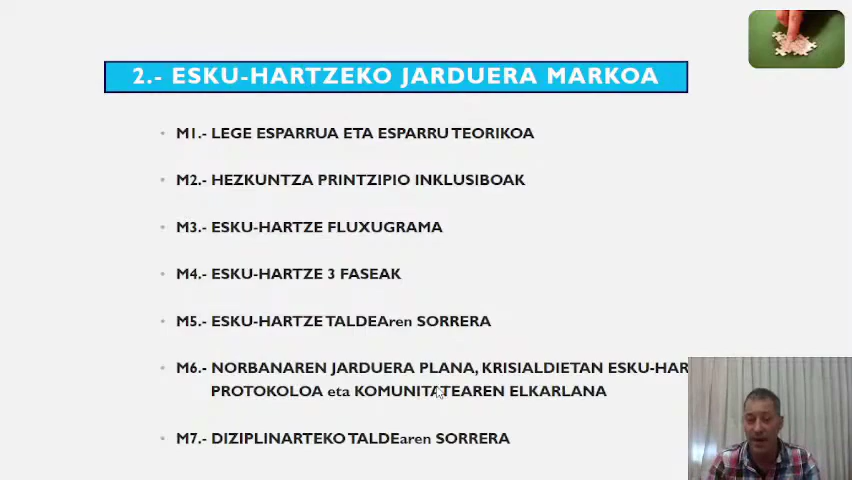 2.- ESKU-HARTZEKO JARDUERA MARKOA
M1.- LEGE ESPARRUA ETA ESPARRU TEORIKOA
M2.- HEZKUNTZA PRINTZIPIO INKLUSIBOAK
M3.- ESKU-HARTZE FLUXUGRAMA
M4.- ESKU-HARTZE 3 FASEAK
M5.- ESKU-HARTZE TALDEAren SORRERA
M6.- NORBANAREN JARDUERA PLANA, KRISIALDIETAN ESKU-HAR
PROTOKOLOA eta KOMUNITATEAREN ELKARLANA
M7.- DIZIPLINARTEKO TALDEaren SORRERA